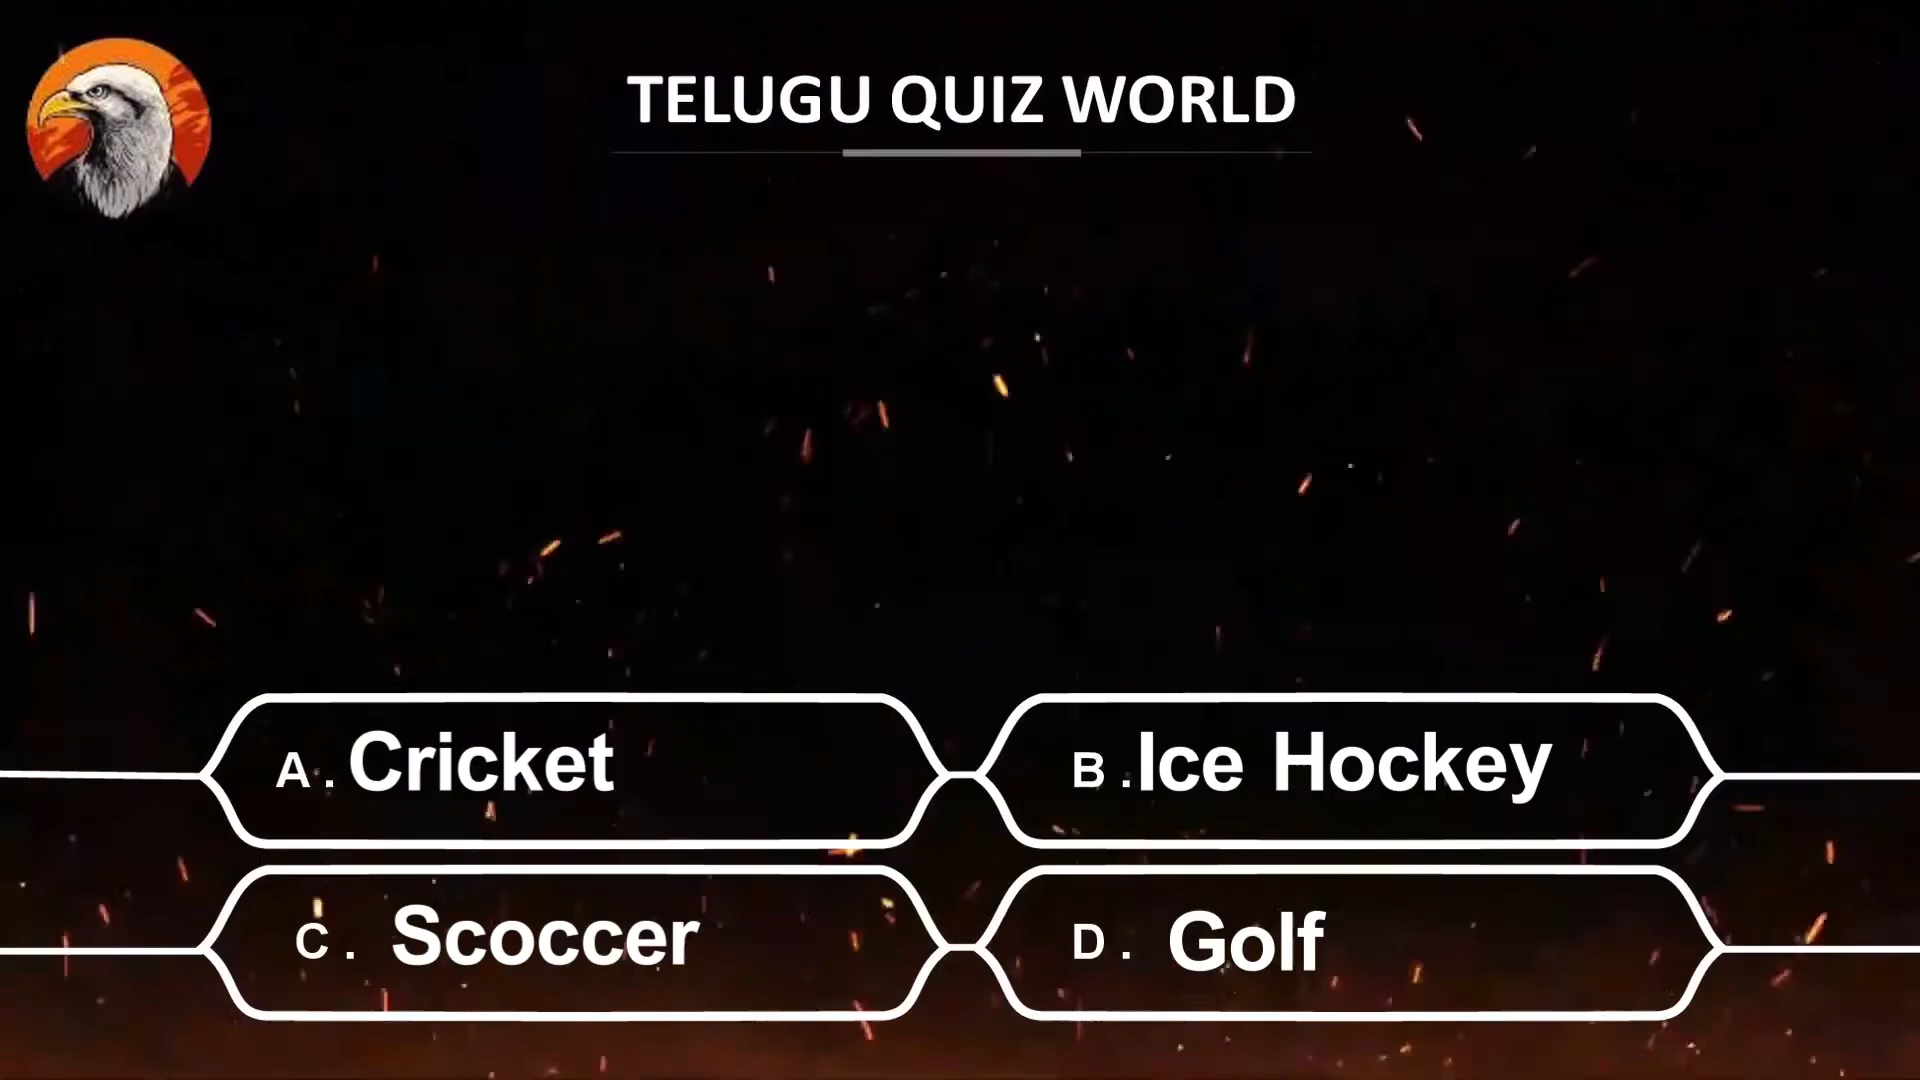 TELUGU QUIZ WORLD
A . Cricket
B . Ice Hockey
C . Scoccer
D . Golf